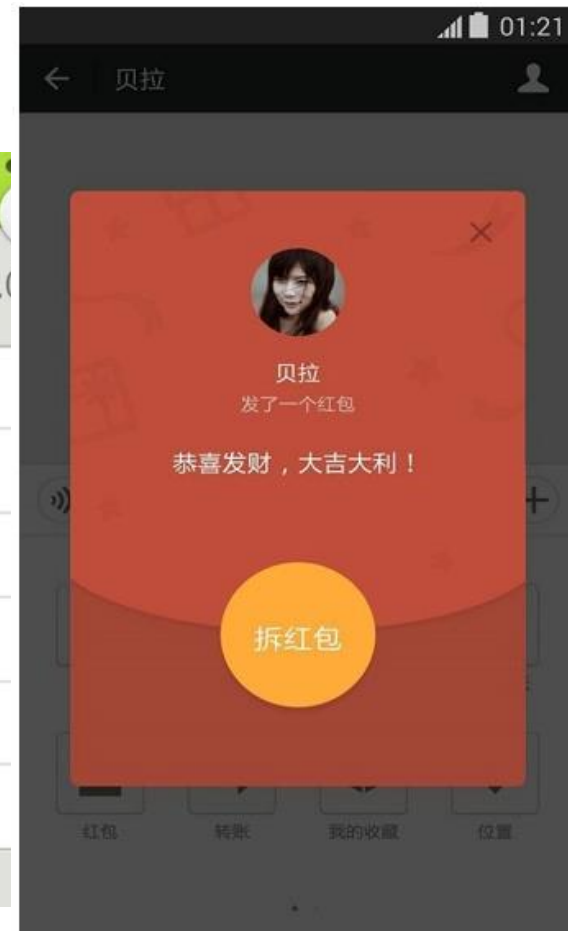 01:21
贝拉
贝拉
发了一个红包
恭喜发财，大吉大利！
拆红包
红包 转账 我的收藏 位置